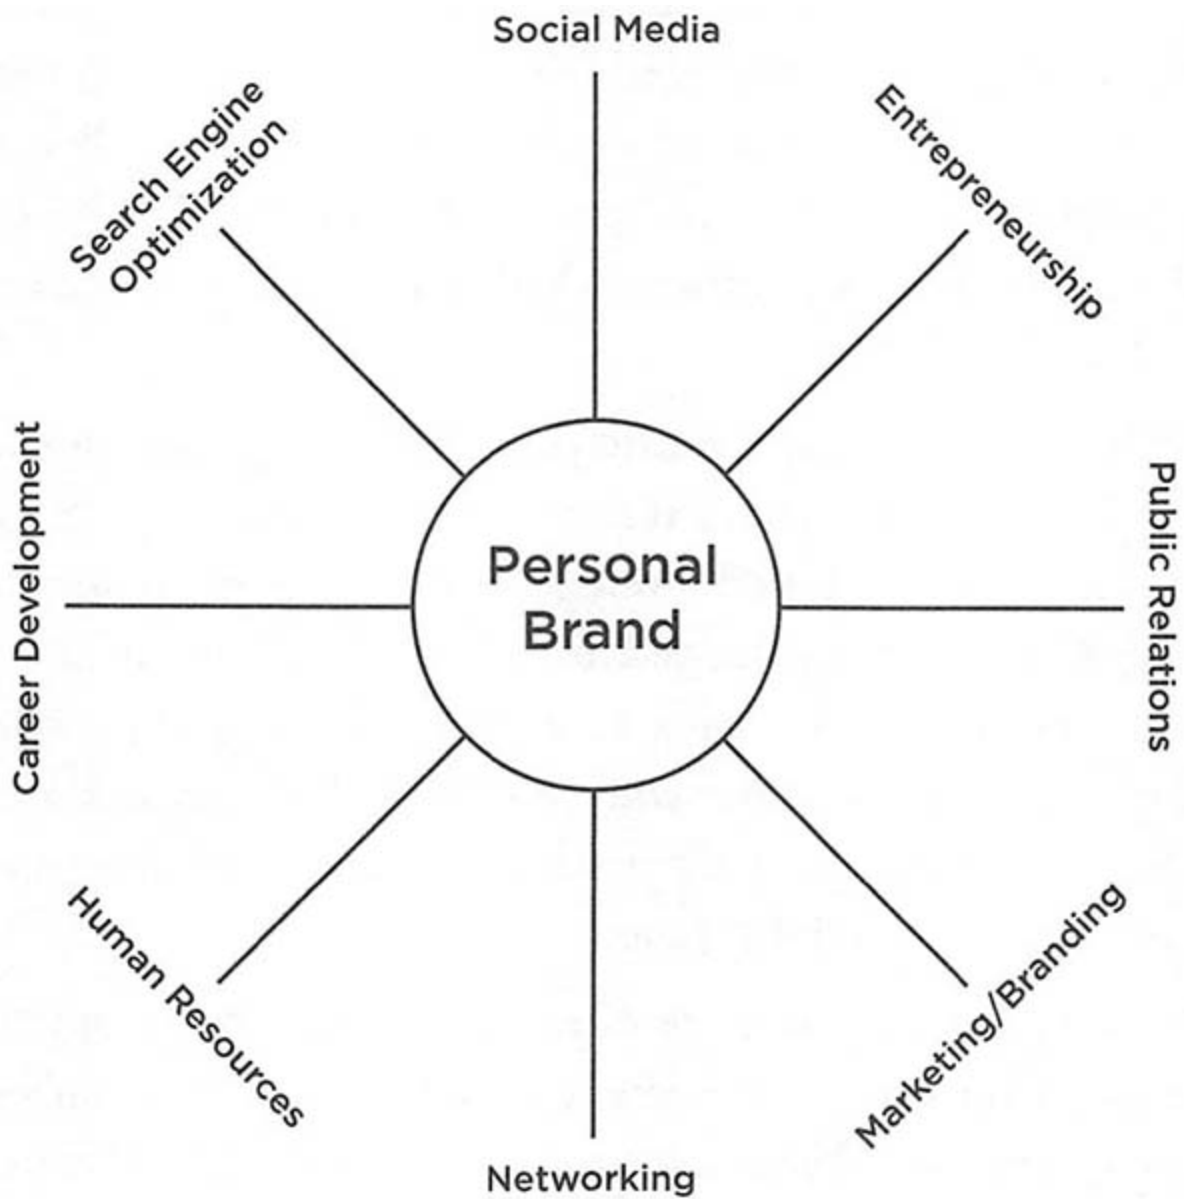 Social Media
Search Engine
Optimization
Entrepreneurship
Career Development
Personal
Brand
Public Relations
Human Resources
Marketing/Branding
Networking